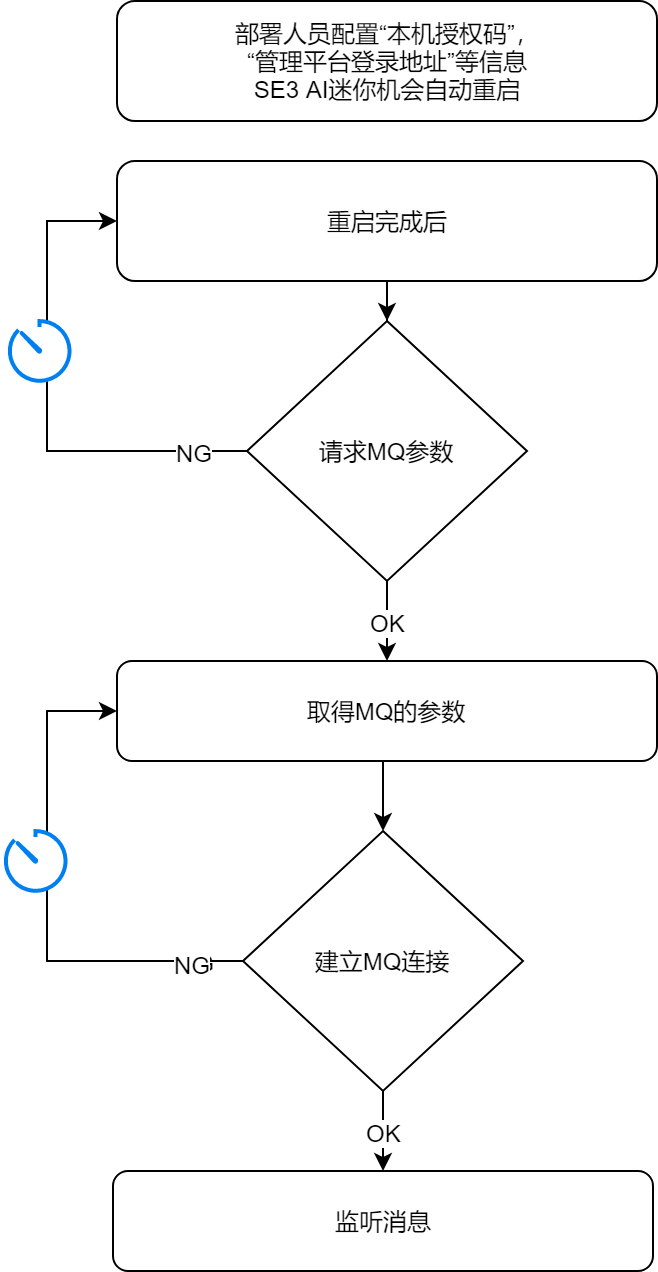 部署人员配置“本机授权码”，
“管理平台登录地址”等信息
SE3 AI迷你机会自动重启
重启完成后
请求MQ参数
NG
OK
取得MQ的参数
建立MQ连接
NG
OK
监听消息